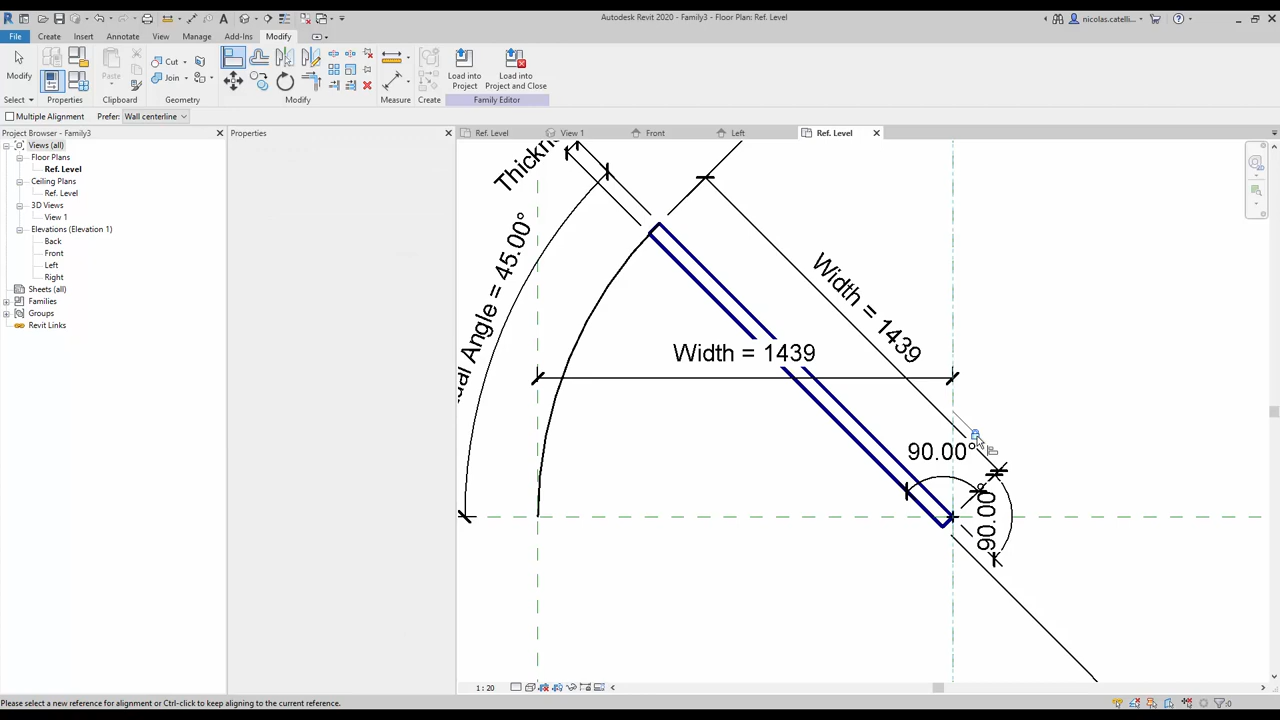 Autodesk Revit 2020 - Family3 - Floor Plan: Ref. Level
nicolas.catelli...
File Create Insert Annotate View Manage Add-Ins Modify
Modify
Paste
Cut
Join
Load into
Project
Load into
Project and Close
Select Properties Clipboard Geometry Modify Measure Create Family Editor
Multiple Alignment Prefer: Wall centerline
Project Browser - Family3
Properties
Ref. Level View 1 Front Left Ref. Level
Views (all)
Floor Plans
Ref. Level
Ceiling Plans
Ref. Level
3D Views
View 1
Elevations (Elevation 1)
Back
Front
Left
Right
Sheets (all)
Families
Groups
Revit Links
Angle = 45.00°
Width = 1439
Width = 1439
90.00°
90.00°
1 : 20
Please select a new reference for alignment or Ctrl-click to keep aligning to the current reference.
:0